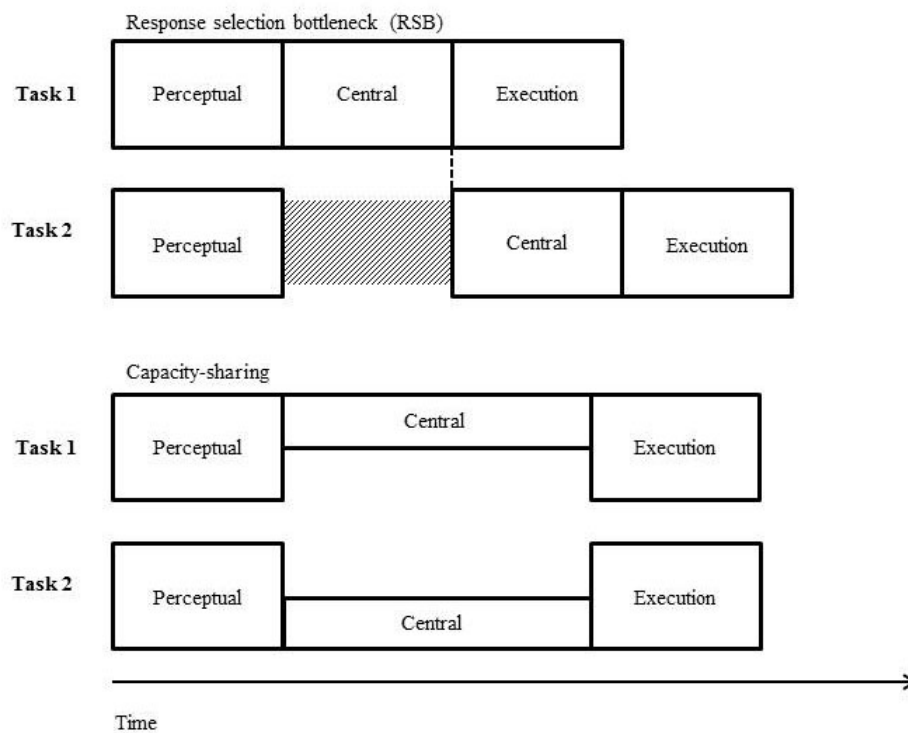 Response selection bottleneck (RSB)
Task 1
Perceptual
Central
Execution
Task 2
Perceptual
Central
Execution
Capacity-sharing
Task 1
Perceptual
Central
Execution
Task 2
Perceptual
Central
Execution
Time